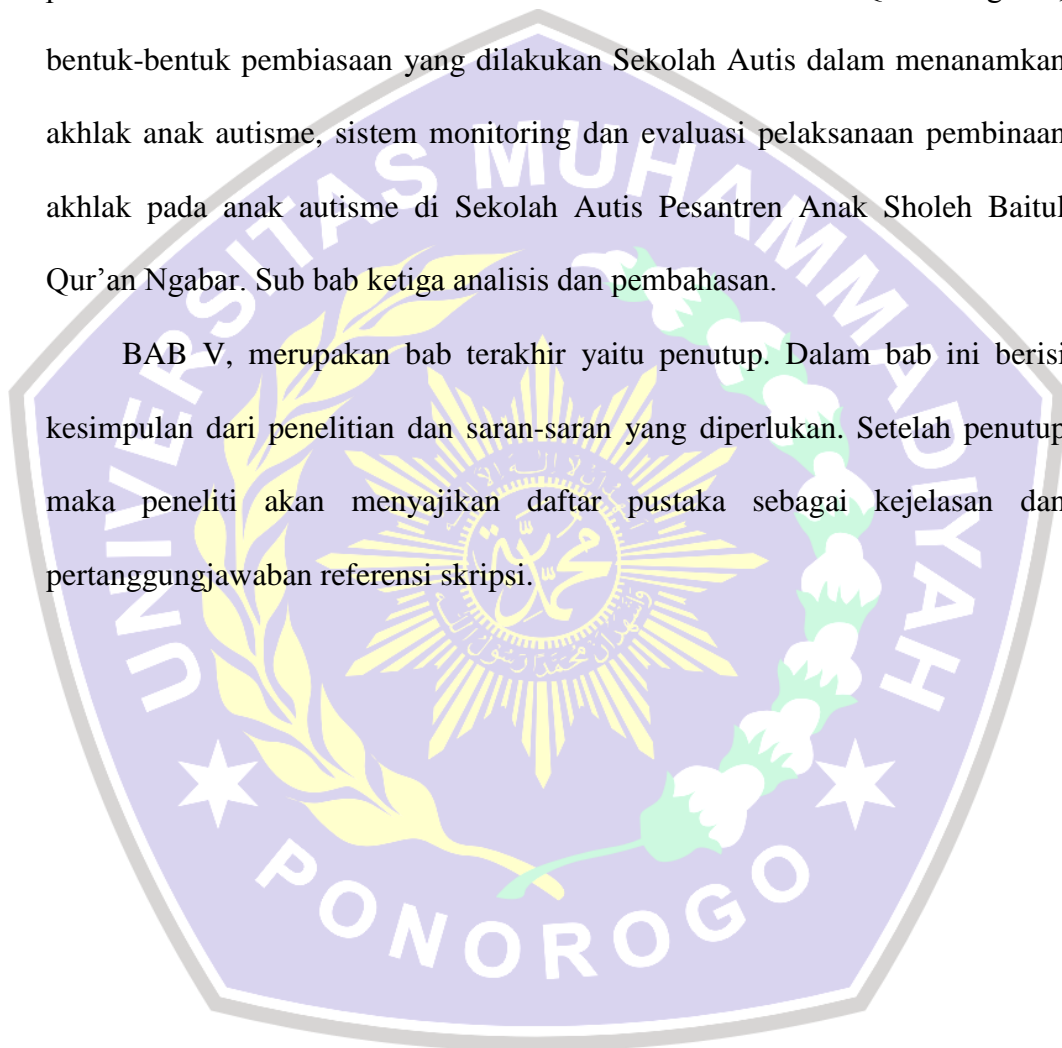 bentuk-bentuk pembiasaan yang dilakukan Sekolah Autis dalam menanamkan
akhlak anak autisme, sistem monitoring dan evaluasi pelaksanaan pembinaan
akhlak pada anak autisme di Sekolah Autis Pesantren Anak Sholeh Baitul
Qur’an Ngabar. Sub bab ketiga analisis dan pembahasan.
BAB V, merupakan bab terakhir yaitu penutup. Dalam bab ini berisi
kesimpulan dari penelitian dan saran-saran yang diperlukan. Setelah penutup
maka peneliti akan menyajikan daftar pustaka sebagai kejelasan dan
pertanggungjawaban referensi skripsi.
UNIVERSITAS MUHAMMADIYAH
PONOROGO